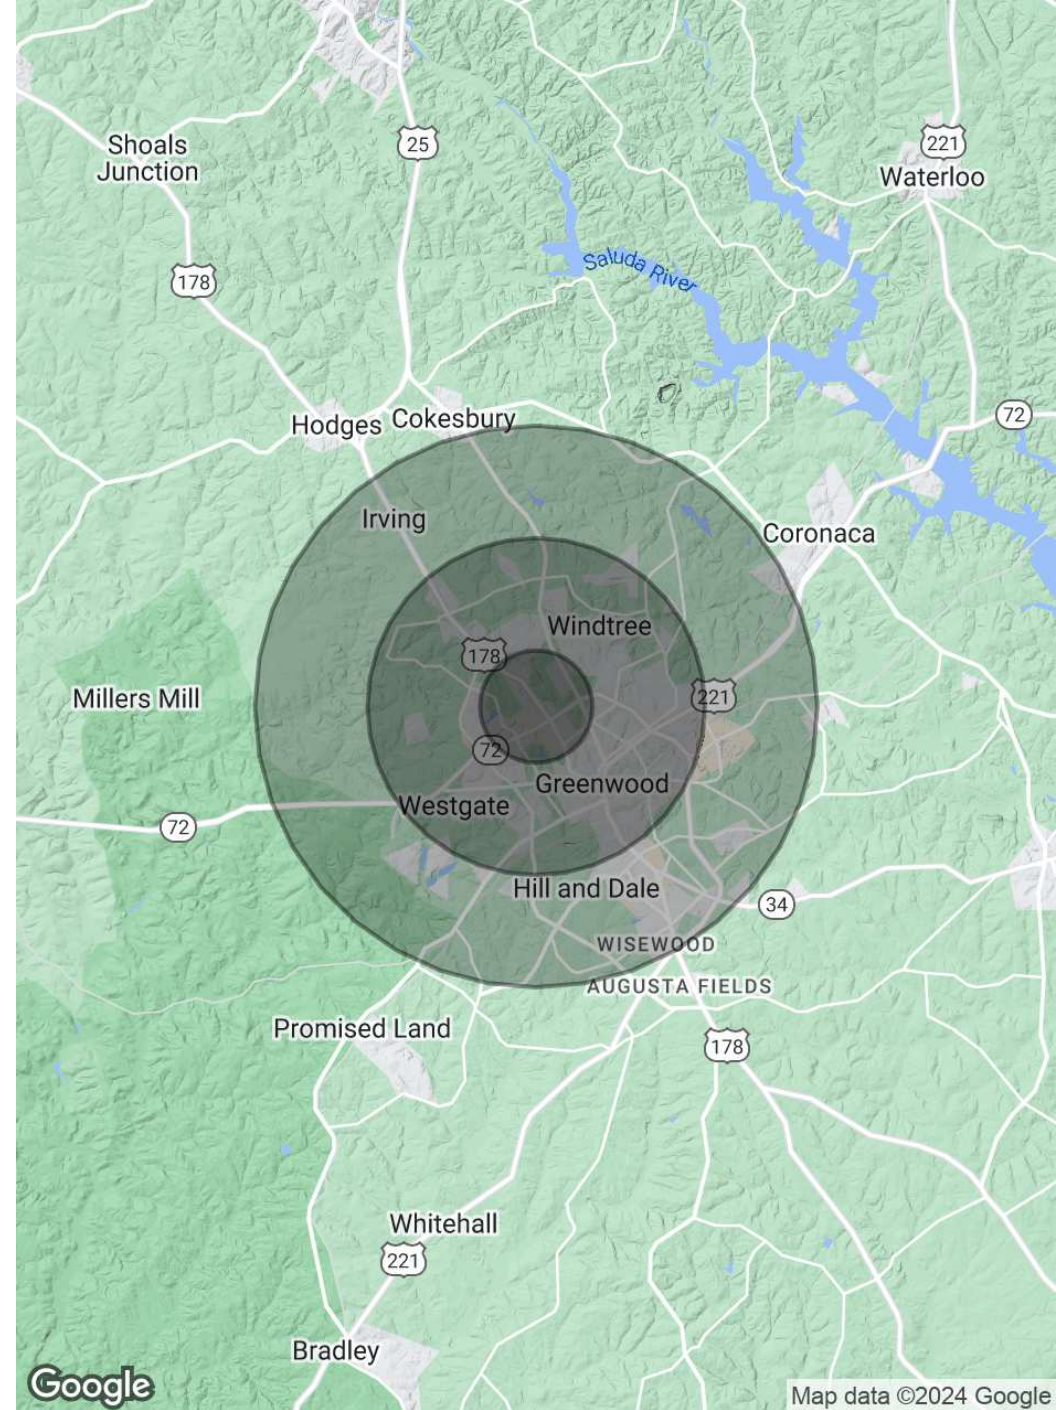 Shoals
Junction
25
221
Waterloo
178
Saluda River
72
Hodges
Cokesbury
Irving
Coronaca
Windtree
178
Millers Mill
221
72
Greenwood
Westgate
72
Hill and Dale
34
WISEWOOD
AUGUSTA FIELDS
Promised Land
178
Whitehall
221
Bradley
Google
Map data ©2024 Google